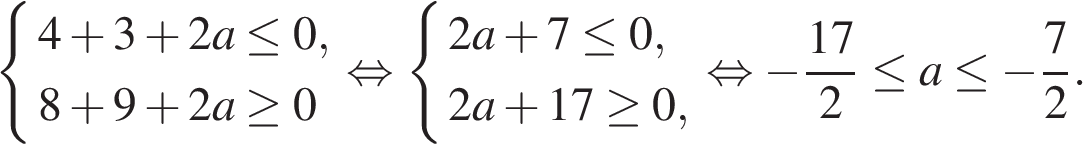 { 4 + 3 + 2a ≤ 0, 8 + 9 + 2a ≥ 0 ⇔ { 2a + 7 ≤ 0, 2a + 17 ≥ 0, ⇔ −17/2 ≤ a ≤ −7/2.